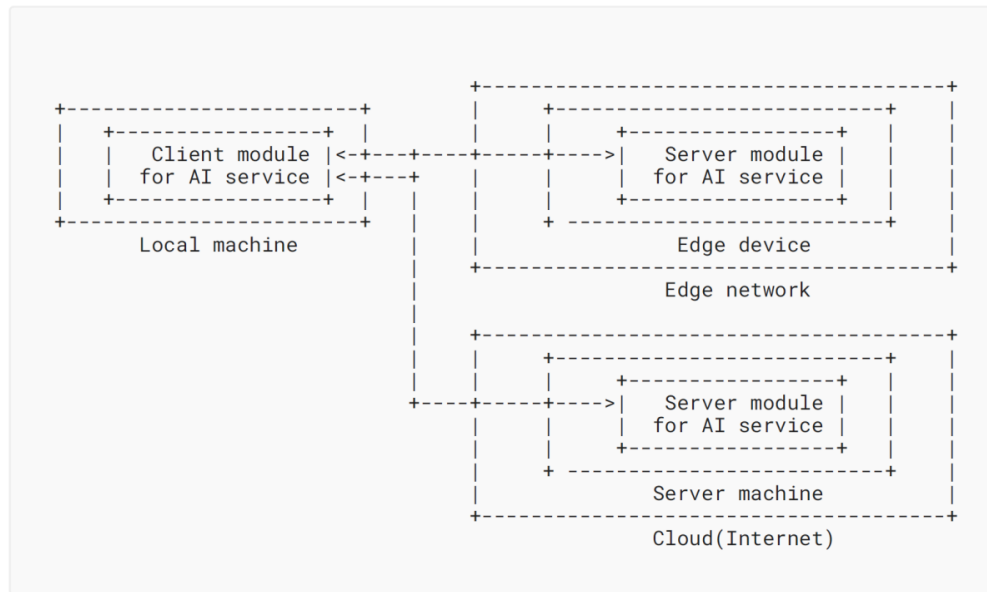 Client module
for AI service
Local machine
Server module
for AI service
Edge device
Edge network
Server module
for AI service
Server machine
Cloud(Internet)